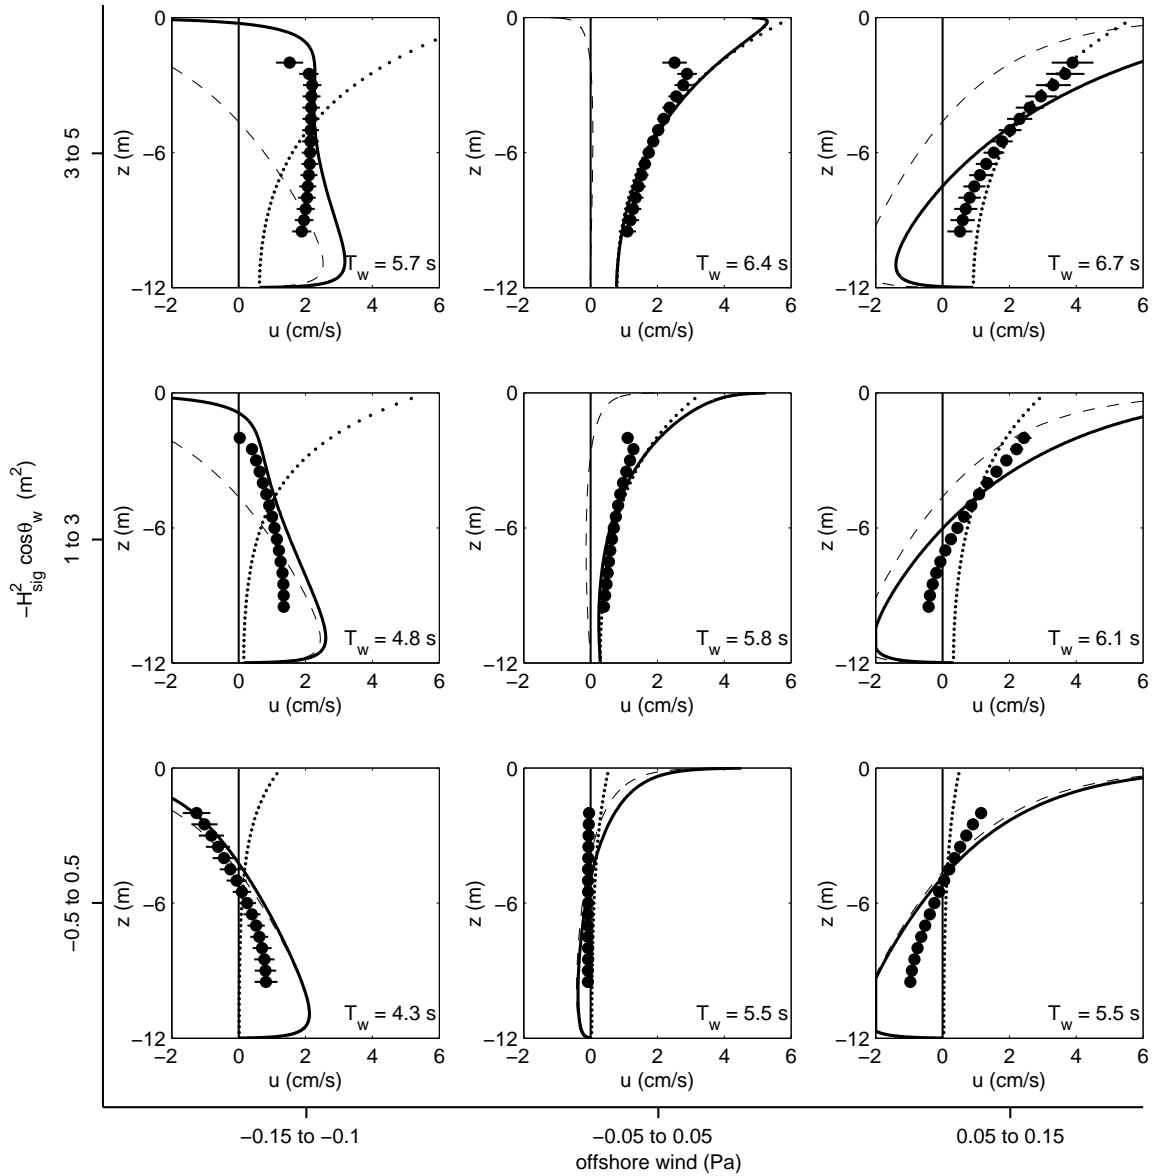 0
−6
−12
z (m)
T_w = 5.7 s
−2 0 2 4 6
u (cm/s)
0
−6
−12
z (m)
T_w = 6.4 s
−2 0 2 4 6
u (cm/s)
0
−6
−12
z (m)
T_w = 6.7 s
−2 0 2 4 6
u (cm/s)
3 to 5
0
−6
−12
z (m)
T_w = 4.8 s
−2 0 2 4 6
u (cm/s)
0
−6
−12
z (m)
T_w = 5.8 s
−2 0 2 4 6
u (cm/s)
0
−6
−12
z (m)
T_w = 6.1 s
−2 0 2 4 6
u (cm/s)
1 to 3
−H²_sig cosθ_w (m²)
0
−6
−12
z (m)
T_w = 4.3 s
−2 0 2 4 6
u (cm/s)
0
−6
−12
z (m)
T_w = 5.5 s
−2 0 2 4 6
u (cm/s)
0
−6
−12
z (m)
T_w = 5.5 s
−2 0 2 4 6
u (cm/s)
−0.5 to 0.5
−0.15 to −0.1
−0.05 to 0.05
0.05 to 0.15
offshore wind (Pa)